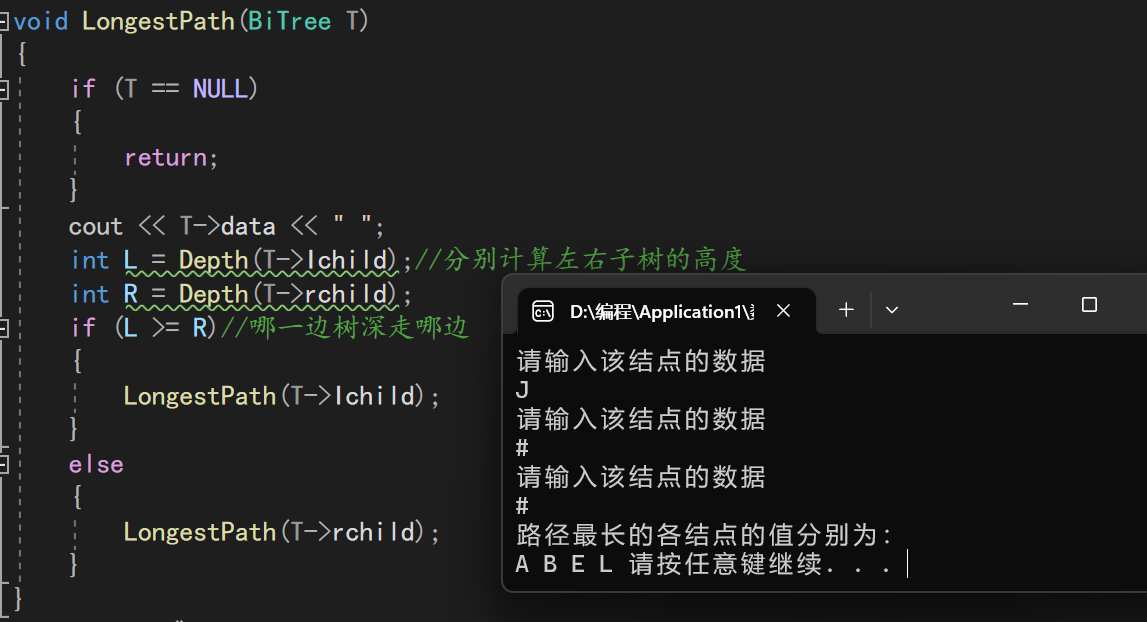 void LongestPath(BiTree T)
{
if (T == NULL)
{
return;
}
cout << T->data << " ";
int L = Depth(T->lchild);//分别计算左右子树的高度
int R = Depth(T->rchild);
if (L >= R)//哪一边树深走哪边
{
LongestPath(T->lchild);
}
else
{
LongestPath(T->rchild);
}
}
D:\编程\Application1\
请输入该结点的数据
J
请输入该结点的数据
#
请输入该结点的数据
#
路径最长的各结点的值分别为:
A B E L 请按任意键继续. . .